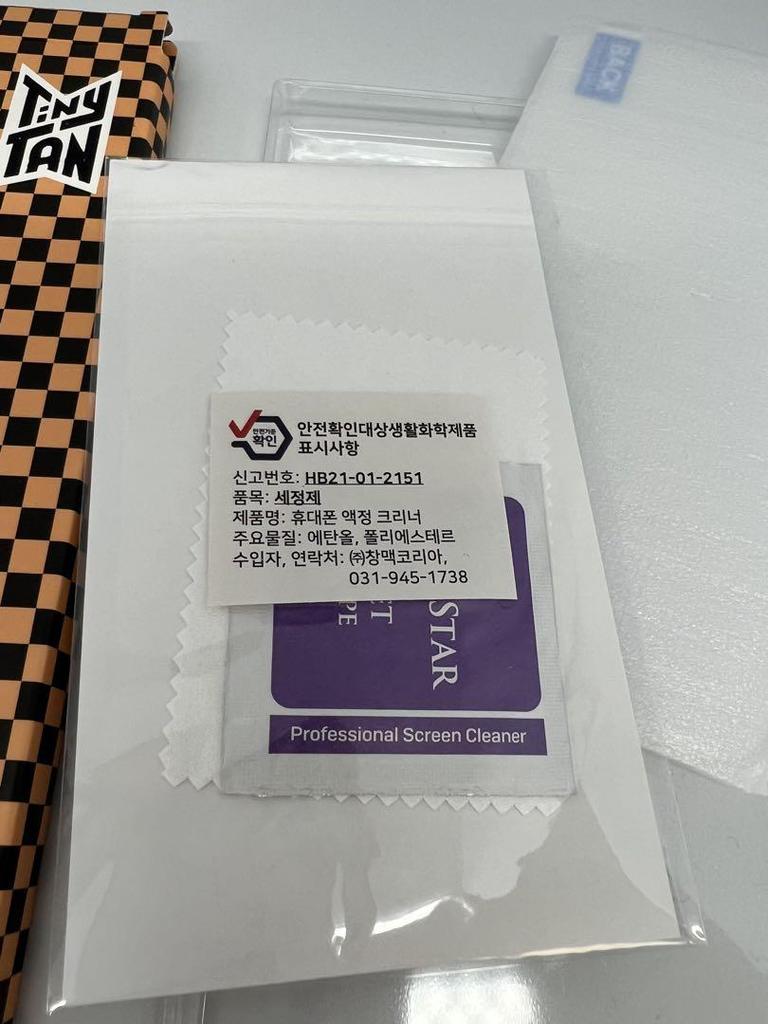 TiNY
TAN
BACK
안전기준
확인
안전확인대상생활화학제품
표시사항
신고번호: HB21-01-2151
품목: 세정제
제품명: 휴대폰 액정 크리너
주요물질: 에탄올, 폴리에스테르
수입자, 연락처: ㈜창맥코리아,
031-945-1738
STAR
ET
PE
Professional Screen Cleaner